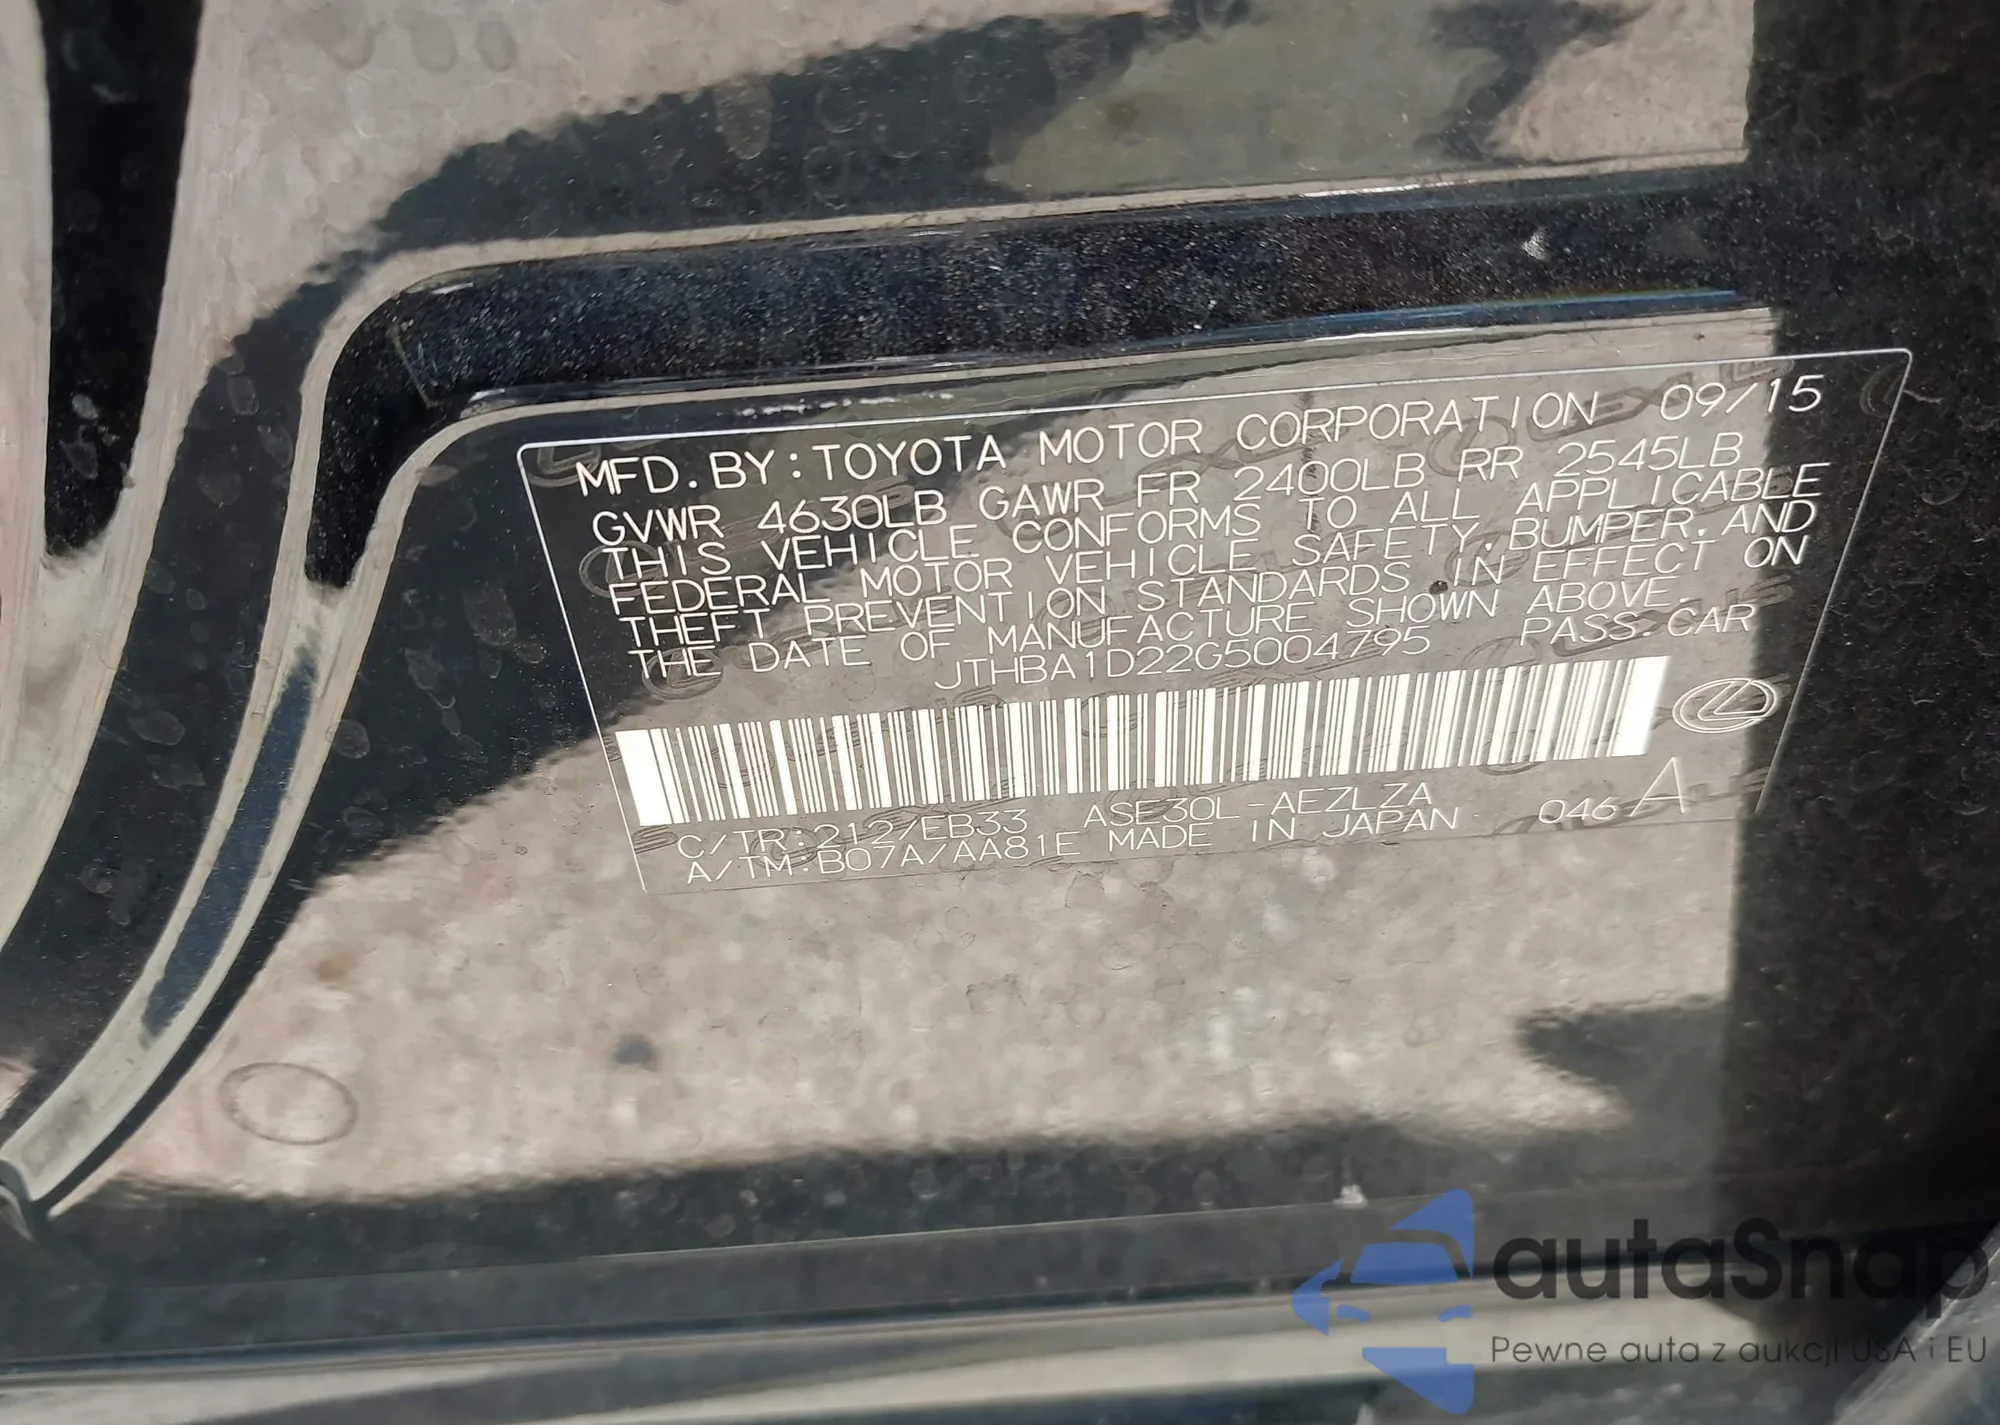 MFD. BY: TOYOTA MOTOR CORPORATION 09/15
GVWR 4630LB GAWR FR 2400LB RR 2545LB
THIS VEHICLE CONFORMS TO ALL APPLICABLE
FEDERAL MOTOR VEHICLE SAFETY, BUMPER, AND
THEFT PREVENTION STANDARDS IN EFFECT ON
THE DATE OF MANUFACTURE SHOWN ABOVE.
JTHBA1D22G5004795 PASS. CAR
C/TR: 212/EB33 ASE30L-AEZLZA
A/TM: B07A/AA81E MADE IN JAPAN 046 A
autaSnap
Pewne auta z aukcji USA i EU